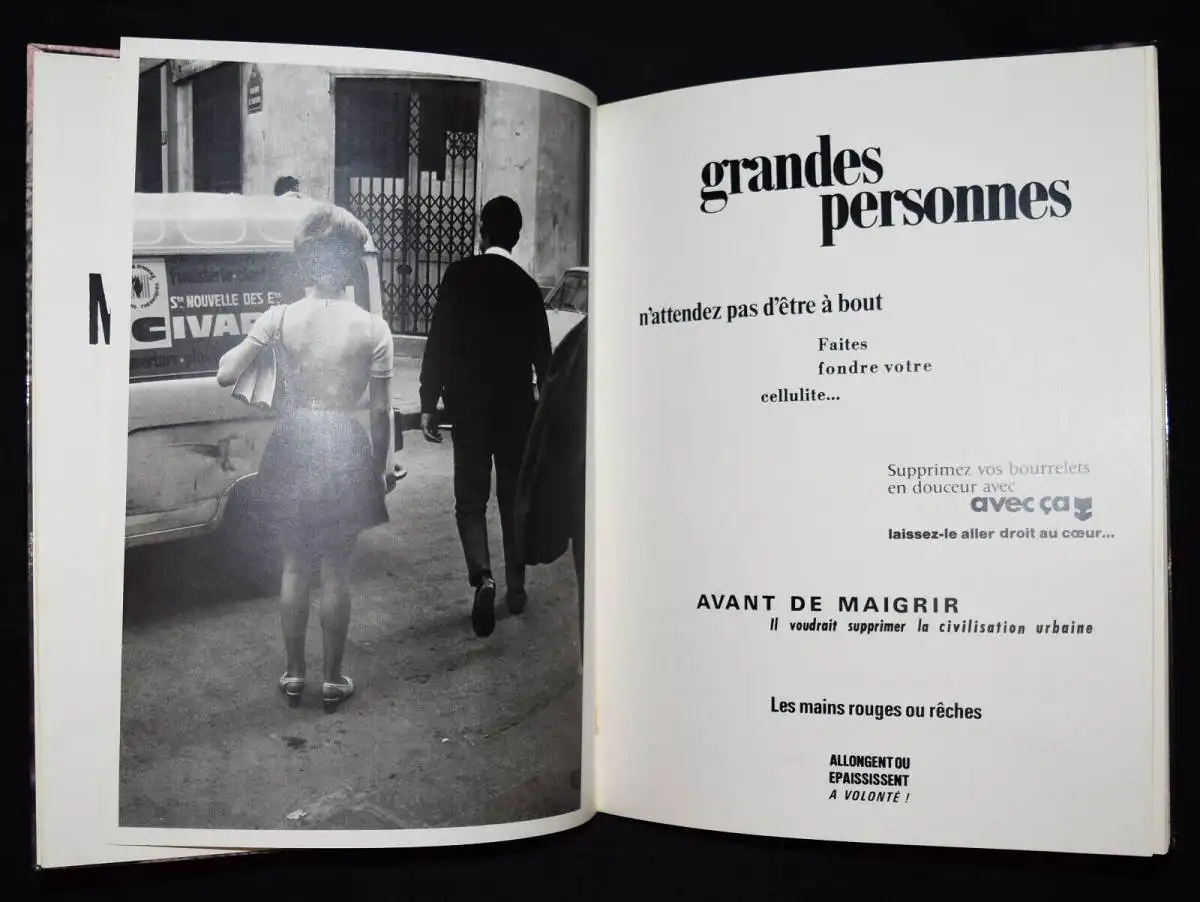 M
Sté NOUVELLE DES
CIVA
grandes
personnes
n'attendez pas d'être à bout
Faites
fondre votre
cellulite...
Supprimez vos bourrelets
en douceur avec
avec ça
laissez-le aller droit au cœur...
AVANT DE MAIGRIR
Il voudrait supprimer la civilisation urbaine
Les mains rouges ou rêches
ALLONGENT OU
EPAISSISSENT
A VOLONTÉ !